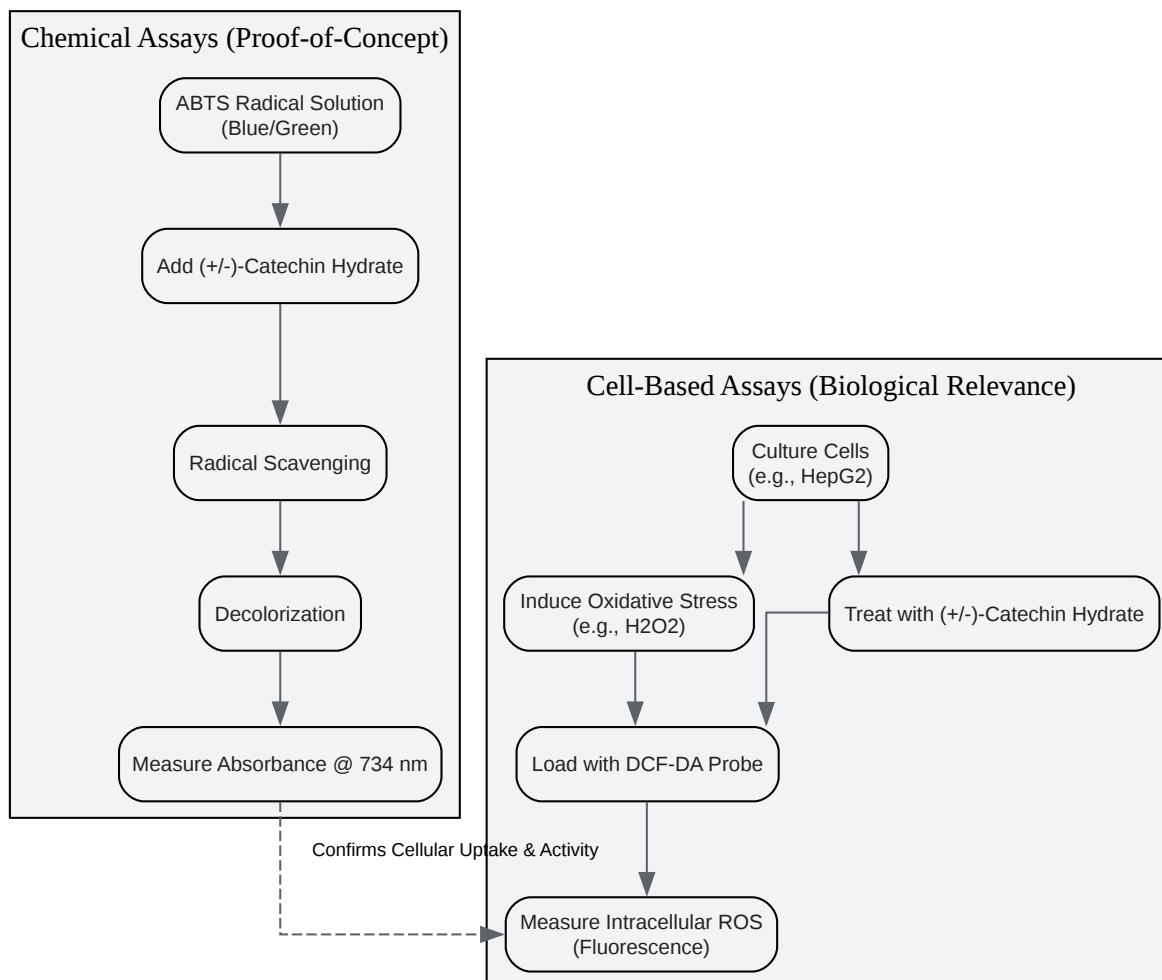 Chemical Assays (Proof-of-Concept)
ABTS Radical Solution
(Blue/Green)
Add (+/-)-Catechin Hydrate
Radical Scavenging
Decolorization
Measure Absorbance @ 734 nm
Confirms Cellular Uptake & Activity
Cell-Based Assays (Biological Relevance)
Culture Cells
(e.g., HepG2)
Induce Oxidative Stress
(e.g., H2O2)
Treat with (+/-)-Catechin Hydrate
Load with DCF-DA Probe
Measure Intracellular ROS
(Fluorescence)